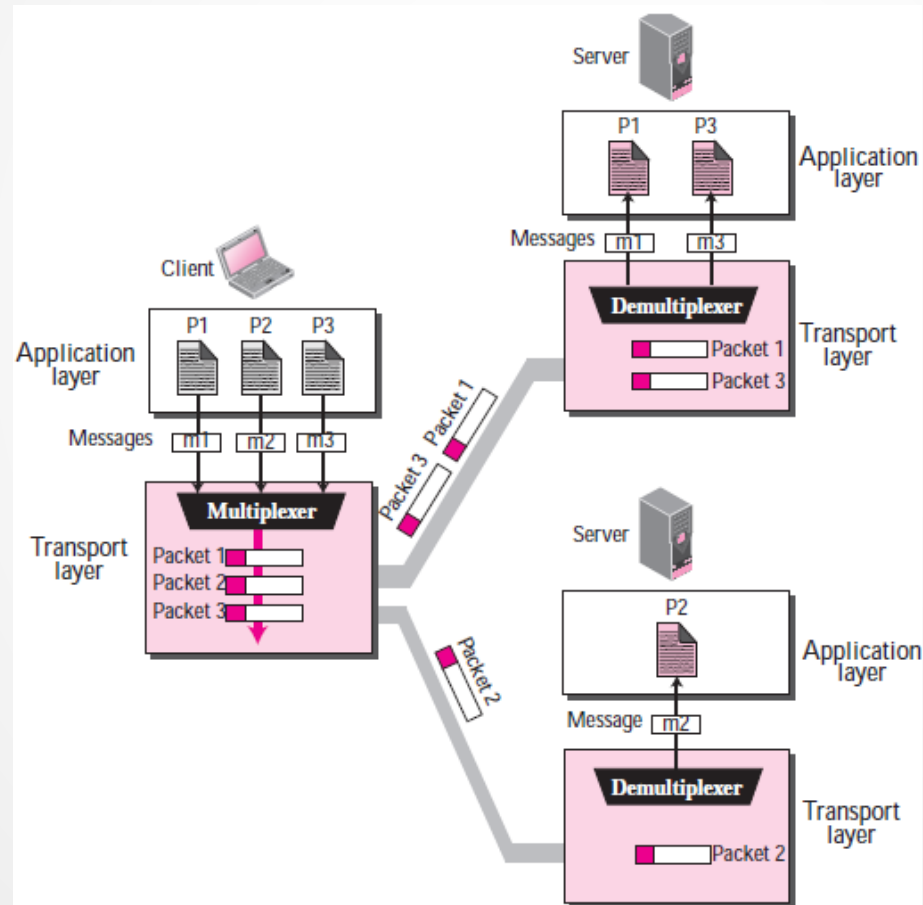 Client
Application
layer
P1 P2 P3
Messages
m1 m2 m3
Transport
layer
Multiplexer
Packet 1
Packet 2
Packet 3
Packet 3
Packet 1
Packet 2
Server
P1 P3
Application
layer
Messages
m1 m3
Demultiplexer
Transport
layer
Packet 1
Packet 3
Server
P2
Application
layer
Message
m2
Demultiplexer
Transport
layer
Packet 2